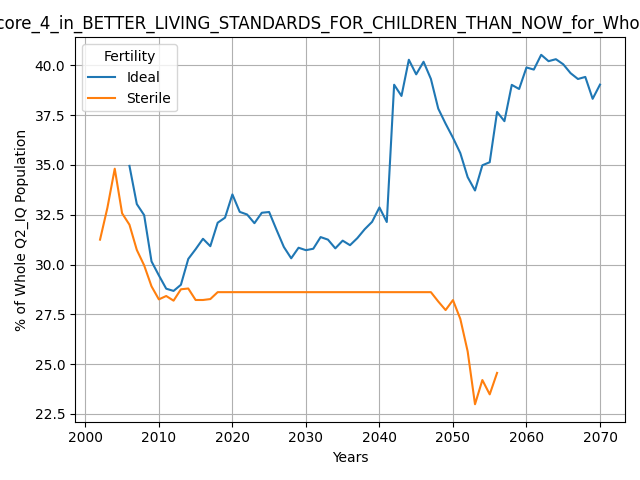 core_4_in_BETTER_LIVING_STANDARDS_FOR_CHILDREN_THAN_NOW_for_Who
Fertility
Ideal
Sterile
40.0
37.5
35.0
32.5
30.0
27.5
25.0
22.5
% of Whole Q2_IQ Population
2000 2010 2020 2030 2040 2050 2060 2070
Years